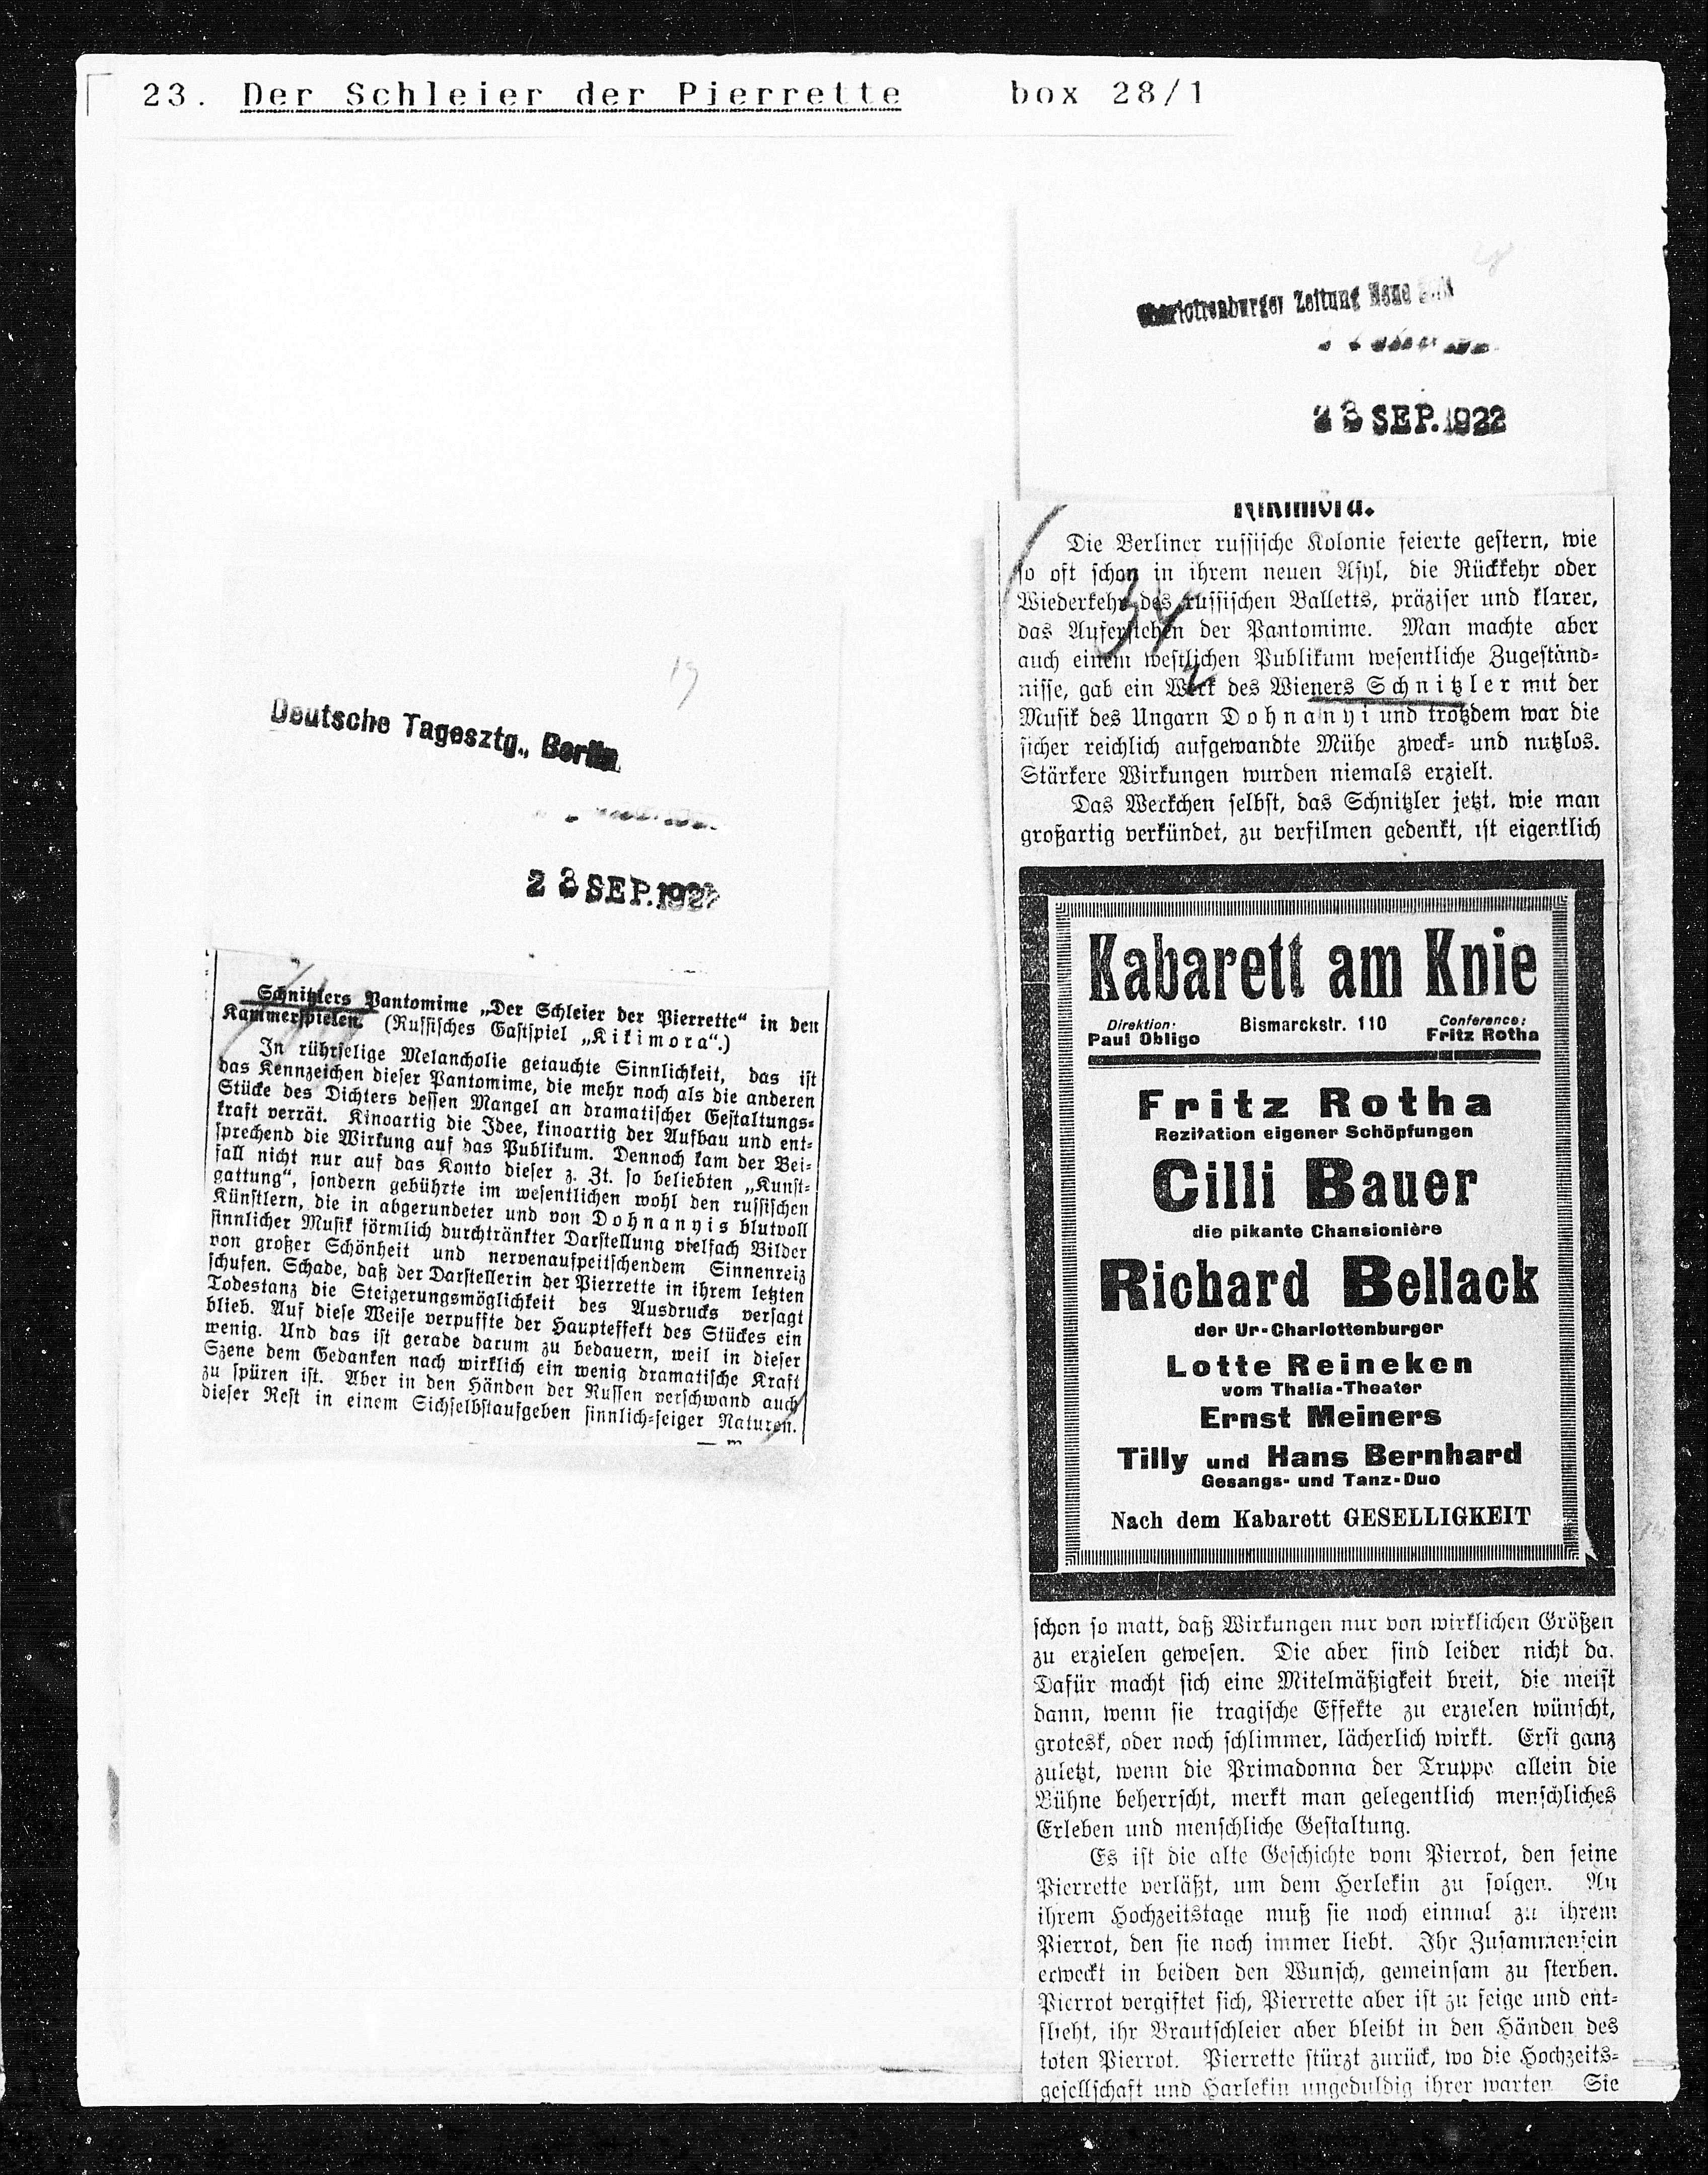 23. Der Schleier der Pierrette box 28/1
19
Deutsche Tagesztg., Berlin
23 SEP. 1922
Schnitzlers Pantomime „Der Schleier der Pierrette“ in den
Kammerspielen. (Russisches Gastspiel „Kikimora“.)
In rührselige Melancholie getauchte Sinnlichkeit, das ist
das Kennzeichen dieser Pantomime, die mehr noch als die anderen
Stücke des Dichters dessen Mangel an dramatischer Gestaltungs-
kraft verrät. Kinoartig die Idee, kinoartig der Aufbau und ent-
sprechend die Wirkung auf das Publikum. Dennoch kam der Bei-
fall nicht nur auf das Konto dieser z. Zt. so beliebten „Kunst-
gattung“, sondern gebührte im wesentlichen wohl den russischen
Künstlern, die in abgerundeter und von Dohnanyis blutvoll
sinnlicher Musik förmlich durchtränkter Darstellung vielfach Bilder
von großer Schönheit und nervenaufpeitschendem Sinnenreiz
schufen. Schade, daß der Darstellerin der Pierrette in ihrem letzten
Todestanz die Steigerungsmöglichkeit des Ausdrucks versagt
blieb. Auf diese Weise verpuffte der Haupteffekt des Stückes ein
wenig. Und das ist gerade darum zu bedauern, weil in dieser
Szene dem Gedanken nach wirklich ein wenig dramatische Kraft
zu spüren ist. Aber in den Händen der Russen verschwand auch
dieser Rest in einem Sichselbstaufgeben sinnlich-feiger Naturen.
— m
Charlottenburger Zeitung Neue Zeit
23 SEP. 1922
Kikimora.
Die Berliner russische Kolonie feierte gestern, wie
so oft schon in ihrem neuen Asyl, die Rückkehr oder
Wiederkehr des russischen Balletts, präziser und klarer,
das Auferstehen der Pantomime. Man machte aber
auch einem westlichen Publikum wesentliche Zugeständ-
nisse, gab ein Werk des Wieners Schnitzler mit der
Musik des Ungarn Dohnanyi und trotzdem war die
sicher reichlich aufgewandte Mühe zweck- und nutzlos.
Stärkere Wirkungen wurden niemals erzielt.
Das Werkchen selbst, das Schnitzler jetzt, wie man
großartig verkündet, zu verfilmen gedenkt, ist eigentlich
Kabarett am Knie
Direktion: Bismarckstr. 110 Conference:
Paul Obligo Fritz Rotha
Fritz Rotha
Rezitation eigener Schöpfungen
Cilli Bauer
die pikante Chansionière
Richard Bellack
der Ur-Charlottenburger
Lotte Reineken
vom Thalia-Theater
Ernst Meiners
Tilly und Hans Bernhard
Gesangs- und Tanz-Duo
Nach dem Kabarett GESELLIGKEIT
schon so matt, daß Wirkungen nur von wirklichen Größen
zu erzielen gewesen. Die aber sind leider nicht da.
Dafür macht sich eine Mitelmäßigkeit breit, die meist
dann, wenn sie tragische Effekte zu erzielen wünscht,
grotesk, oder noch schlimmer, lächerlich wirkt. Erst ganz
zuletzt, wenn die Primadonna der Truppe allein die
Bühne beherrscht, merkt man gelegentlich menschliches
Erleben und menschliche Gestaltung.
Es ist die alte Geschichte vom Pierrot, den seine
Pierrette verläßt, um dem Herlekin zu folgen. An
ihrem Hochzeitstage muß sie noch einmal zu ihrem
Pierrot, den sie noch immer liebt. Ihr Zusammensein
erweckt in beiden den Wunsch, gemeinsam zu sterben.
Pierrot vergiftet sich, Pierrette aber ist zu feige und ent-
flieht, ihr Brautschleier aber bleibt in den Händen des
toten Pierrot. Pierrette stürzt zurück, wo die Hochzeits-
gesellschaft und Harlekin ungeduldig ihrer warten Sie